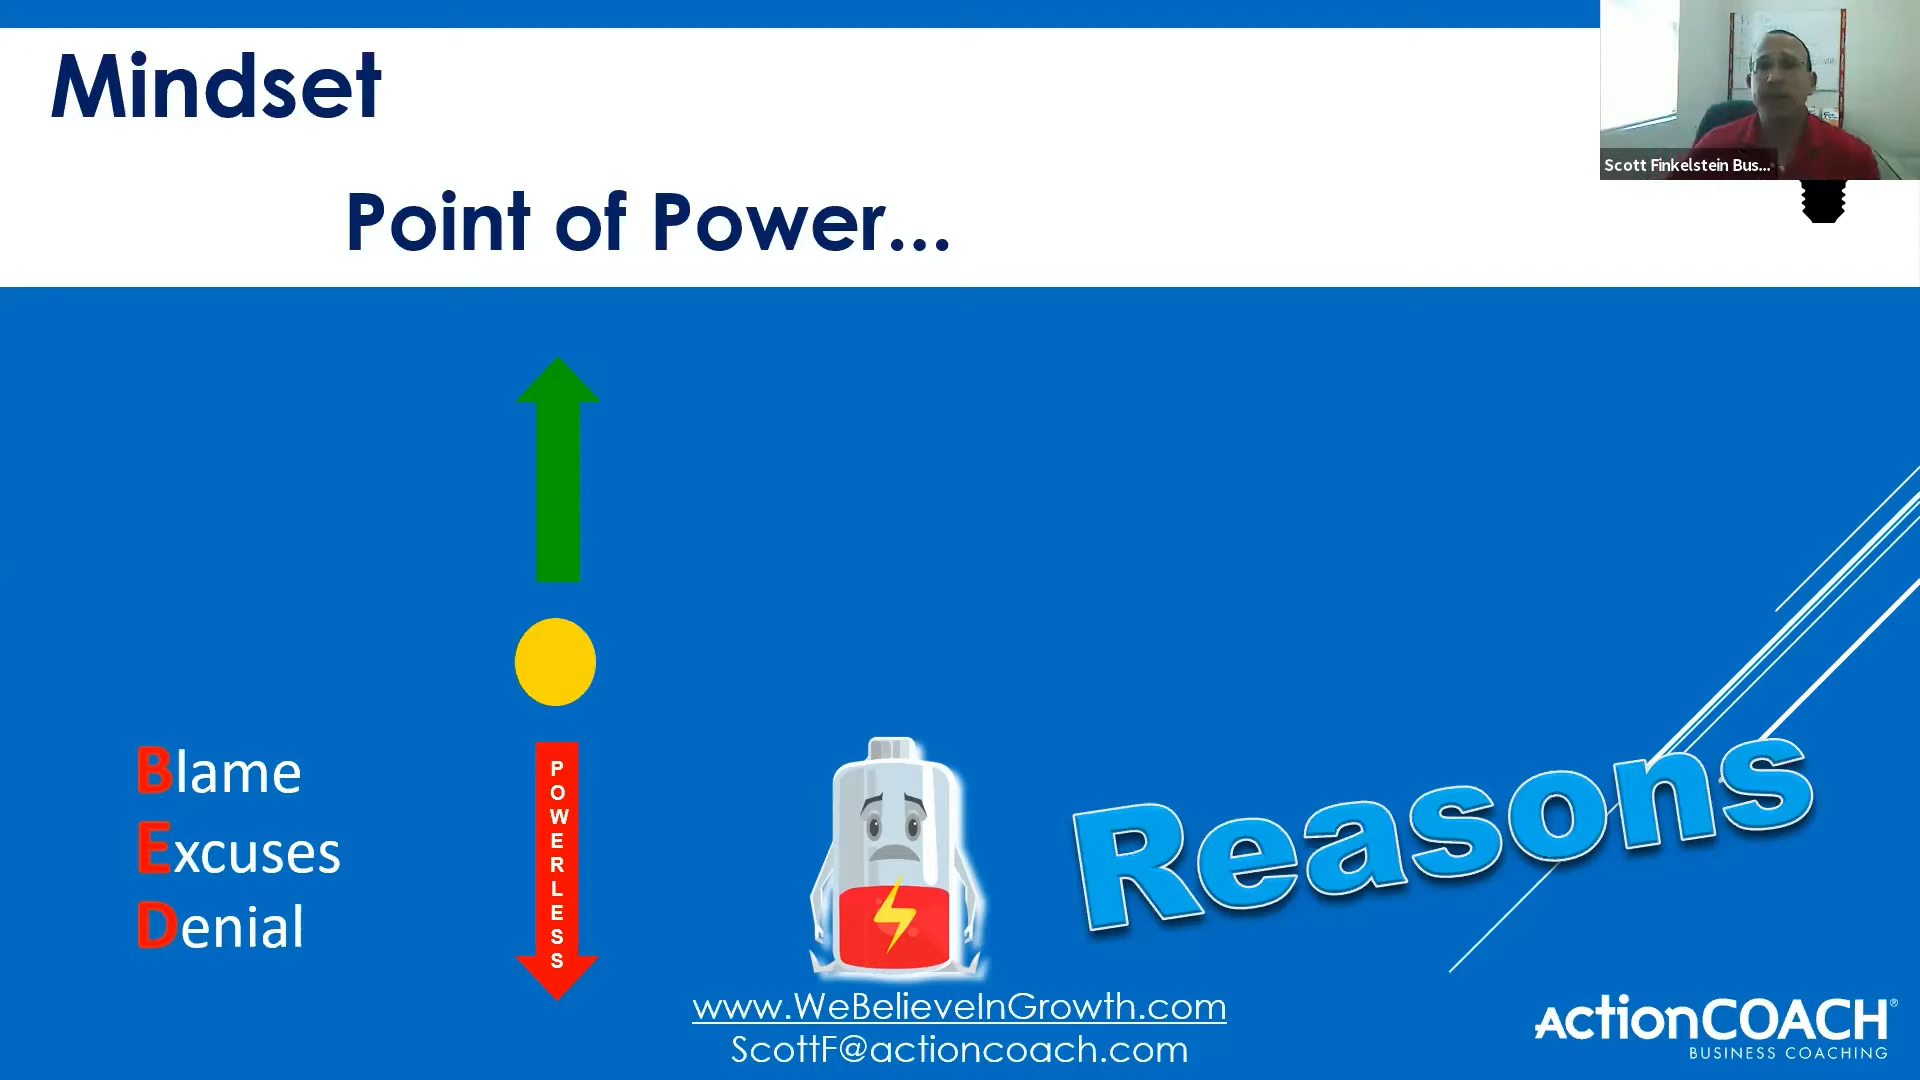 Mindset
Scott Finkelstein Bus...
Point of Power...
Blame
Excuses
Denial
POWERLESS
Reasons
www.WeBelieveInGrowth.com
ScottF@actioncoach.com
ActionCOACH®
BUSINESS COACHING